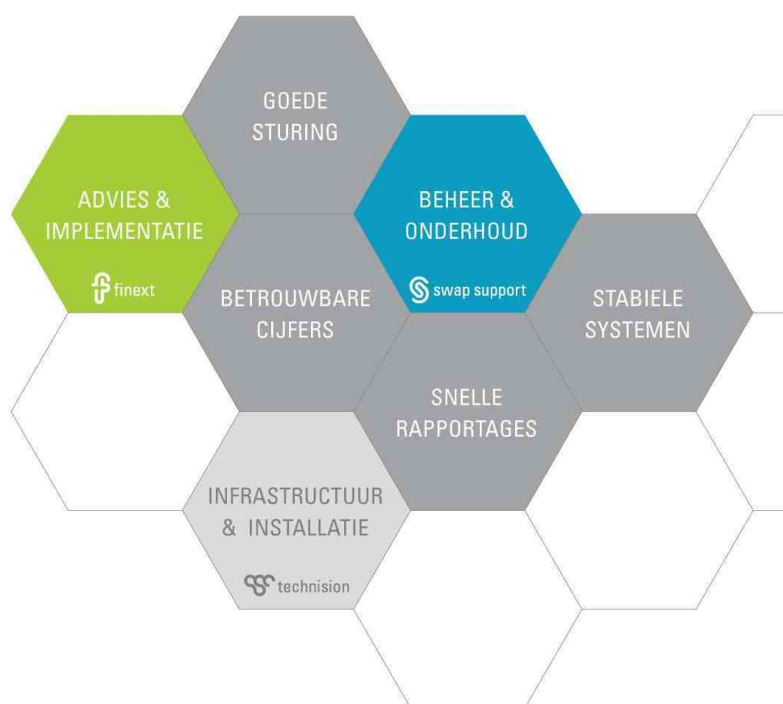 GOEDE
STURING
ADVIES &
IMPLEMENTATIE
finext
BEHEER &
ONDERHOUD
swap support
BETROUWBARE
CIJFERS
STABIELE
SYSTEMEN
SNELLE
RAPPORTAGES
INFRASTRUCTUUR
& INSTALLATIE
technision